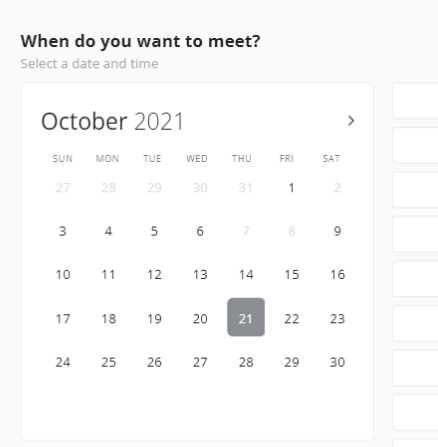 When do you want to meet?
Select a date and time
October 2021 >
SUN MON TUE WED THU FRI SAT
27 28 29 30 31 1 2
3 4 5 6 7 8 9
10 11 12 13 14 15 16
17 18 19 20 21 22 23
24 25 26 27 28 29 30